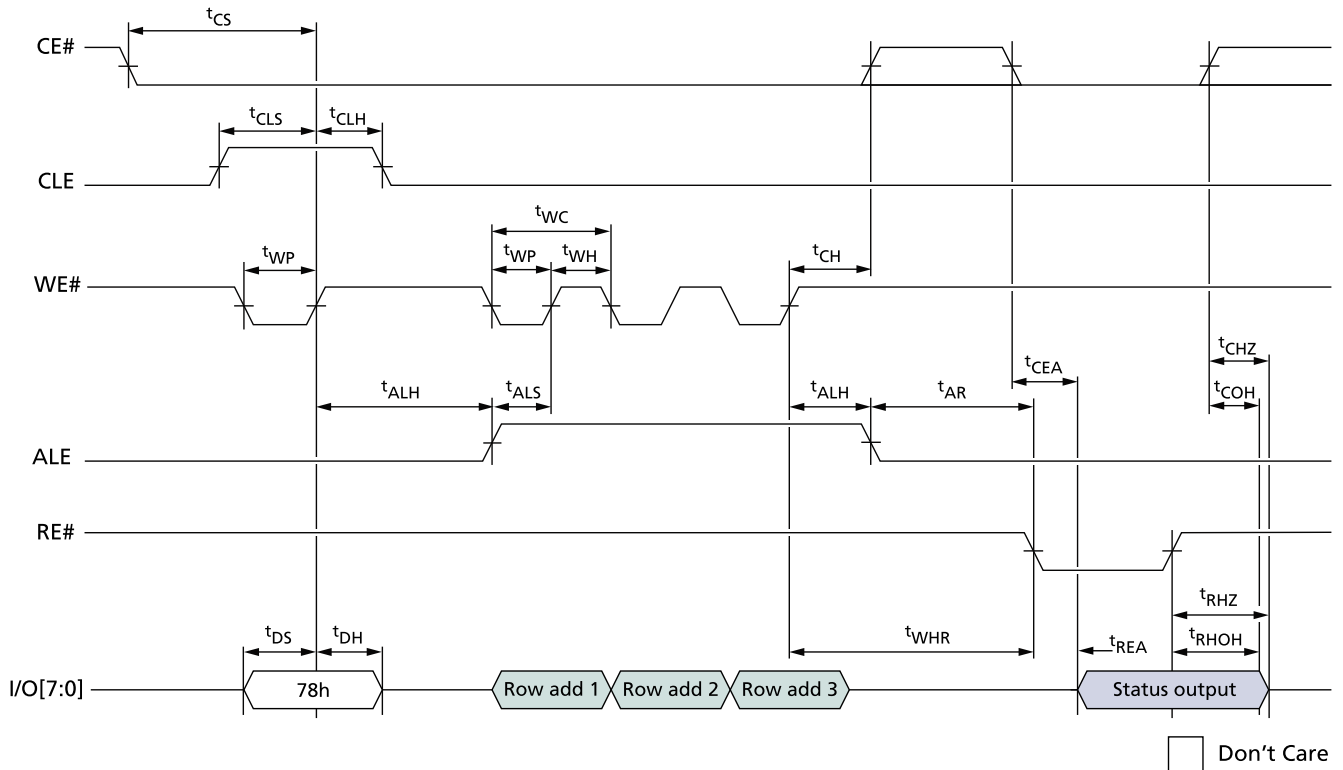 tCS
CE#
tCLS tCLH
CLE
tWC
tWP tWP tWH tCH
WE#
tCHZ
tCEA
tALH tALS tALH tAR tCOH
ALE
RE#
tRHZ
tDS tDH tWHR tREA tRHOH
I/O[7:0] 78h Row add 1 Row add 2 Row add 3 Status output
Don't Care